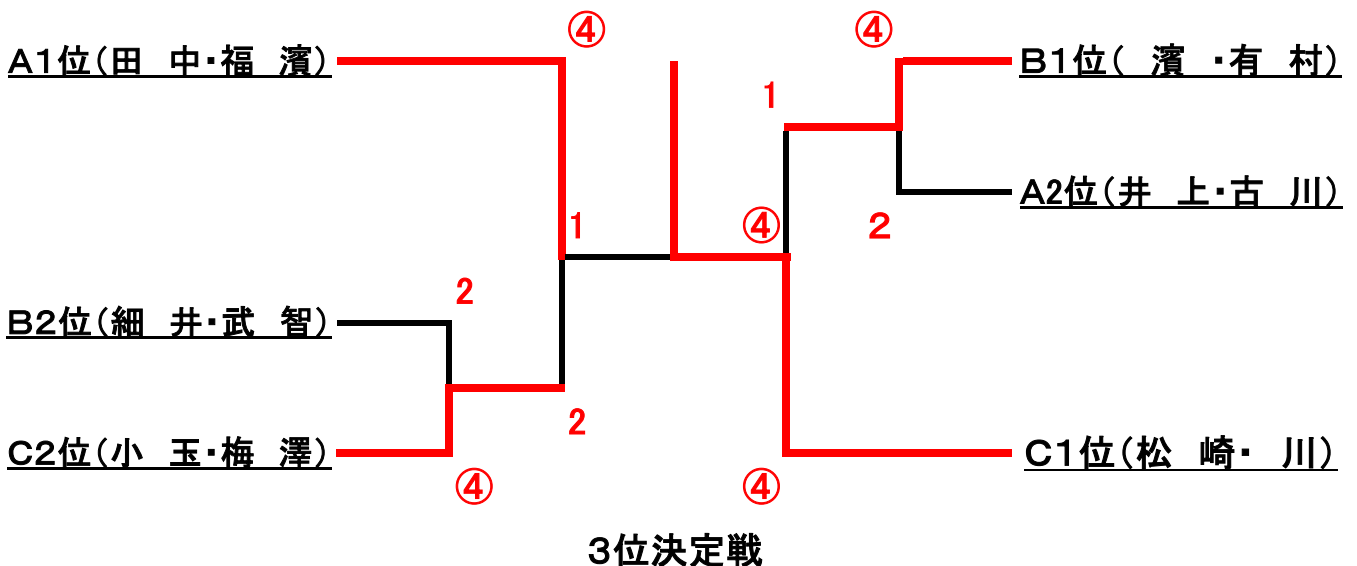 ④ ④
A1位(田　中・福　濱) B1位(　濱　・有　村)
1
A2位(井　上・古　川)
1 ④ 2
2
B2位(細　井・武　智)
2
C2位(小　玉・梅　澤) C1位(松　崎・　川)
④ ④
3位決定戦